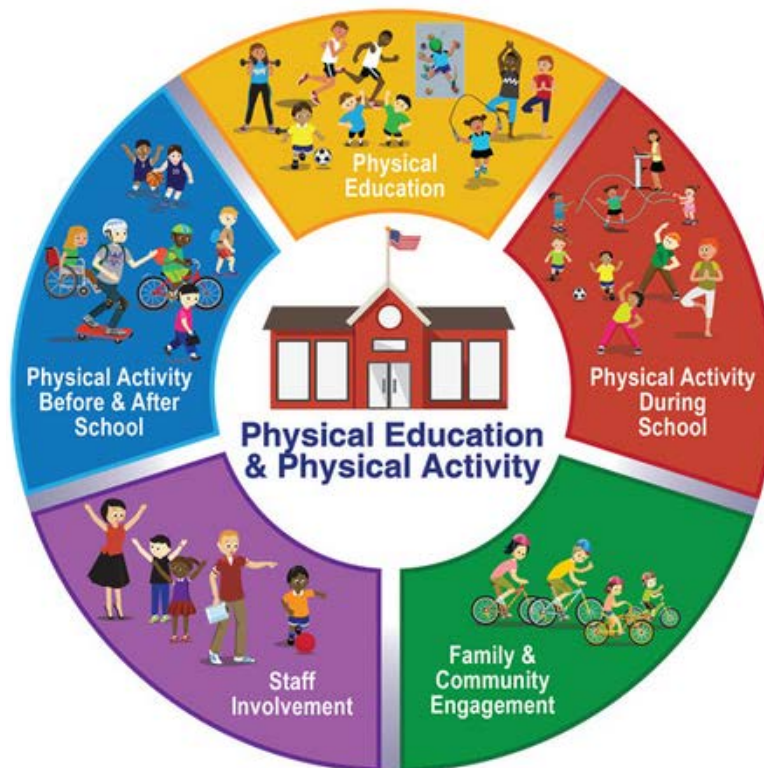 Physical
Education
Physical Activity
During
School
Family &
Community
Engagement
Staff
Involvement
Physical Activity
Before & After
School
Physical Education
& Physical Activity